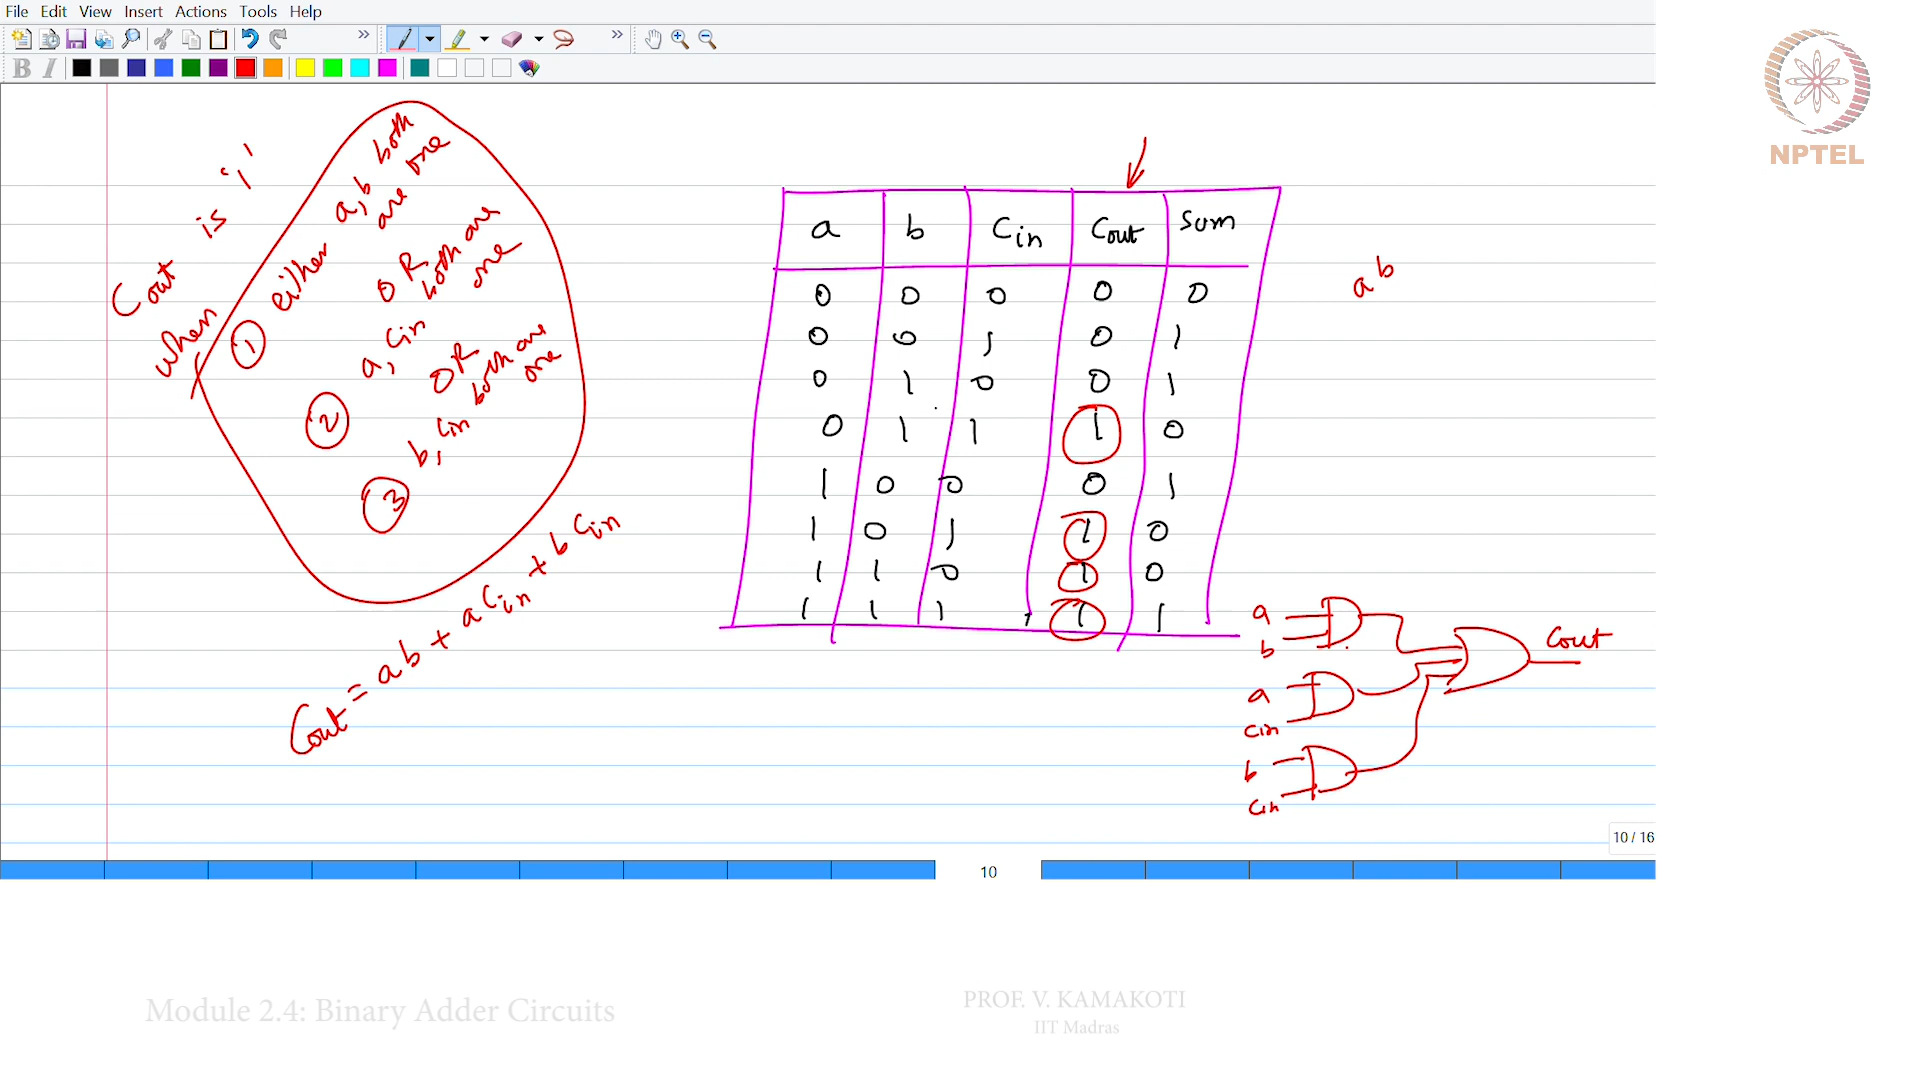 File Edit View Insert Actions Tools Help
B I
NPTEL
Cout is '1'
when
1 either a, b both are one
OR
2 a, Cin both are one
OR
3 b, Cin both are one
Cout = ab + a Cin + b Cin
a b Cin Cout Sum
0 0 0 0 0
0 0 1 0 1
0 1 0 0 1
0 1 1 1 0
1 0 0 0 1
1 0 1 1 0
1 1 0 1 0
1 1 1 1 1
a b
a
b
Cout
a
Cin
b
Cin
10 / 16
10
Module 2.4: Binary Adder Circuits
PROF. V. KAMAKOTI
IIT Madras